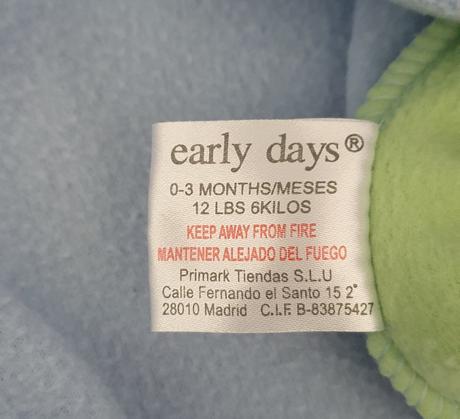 early days®
0-3 MONTHS/MESES
12 LBS 6KILOS
KEEP AWAY FROM FIRE
MANTENER ALEJADO DEL FUEGO
Primark Tiendas S.L.U
Calle Fernando el Santo 15 2°
28010 Madrid C.I.F. B-83875427